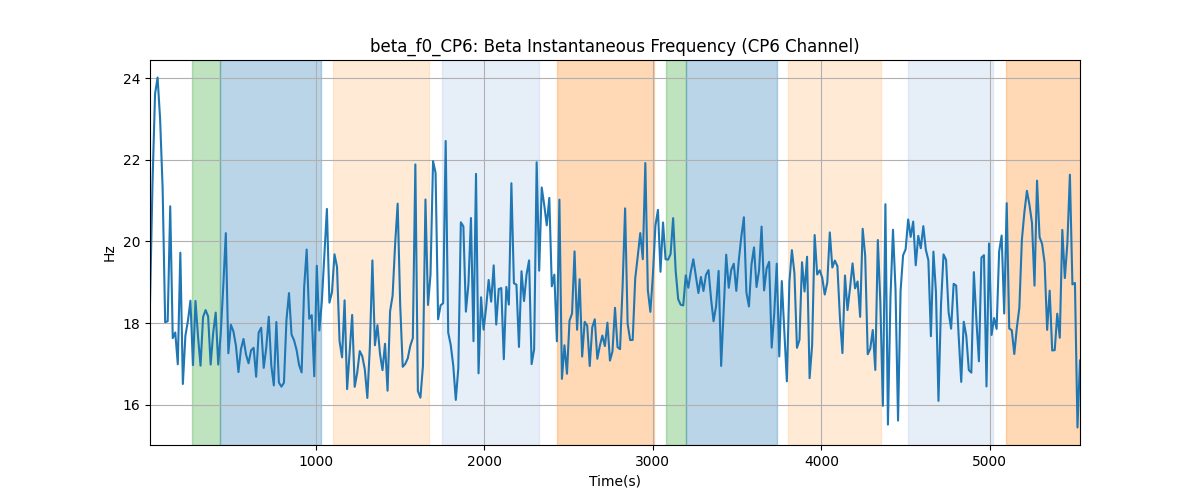 beta_f0_CP6: Beta Instantaneous Frequency (CP6 Channel)
24
22
20
18
16
Hz
1000 2000 3000 4000 5000
Time(s)